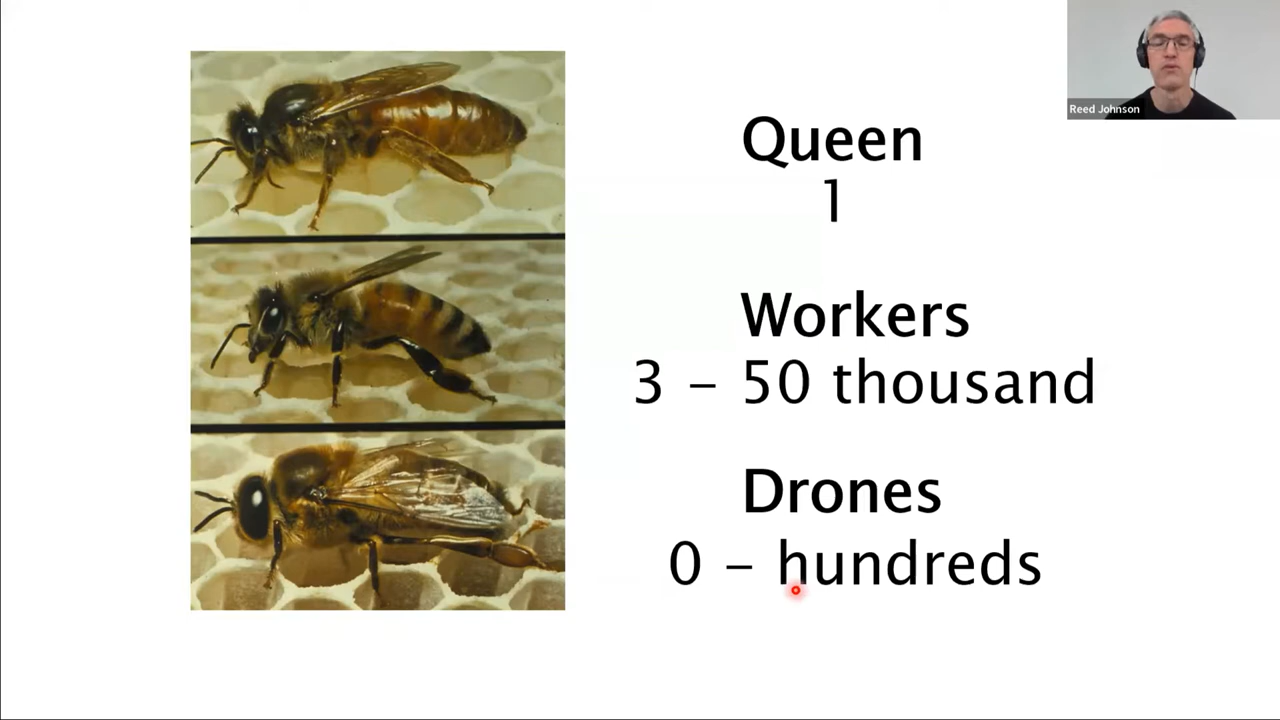 Reed Johnson
Queen
1
Workers
3 – 50 thousand
Drones
0 – hundreds